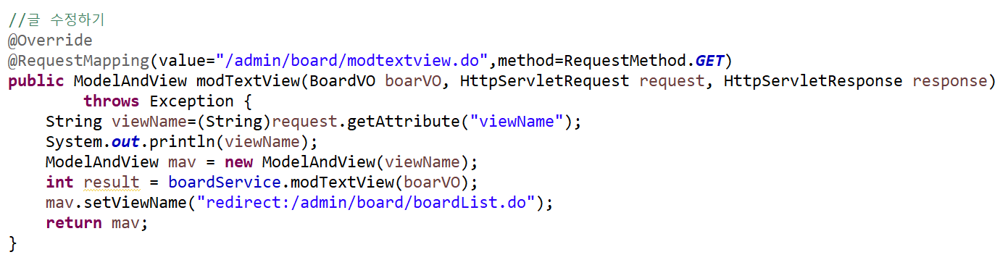 //글 수정하기
@Override
@RequestMapping(value="/admin/board/modtextview.do",method=RequestMethod.GET)
public ModelAndView modTextView(BoardVO boarVO, HttpServletRequest request, HttpServletResponse response)
        throws Exception {
    String viewName=(String)request.getAttribute("viewName");
    System.out.println(viewName);
    ModelAndView mav = new ModelAndView(viewName);
    int result = boardService.modTextView(boarVO);
    mav.setViewName("redirect:/admin/board/boardList.do");
    return mav;
}